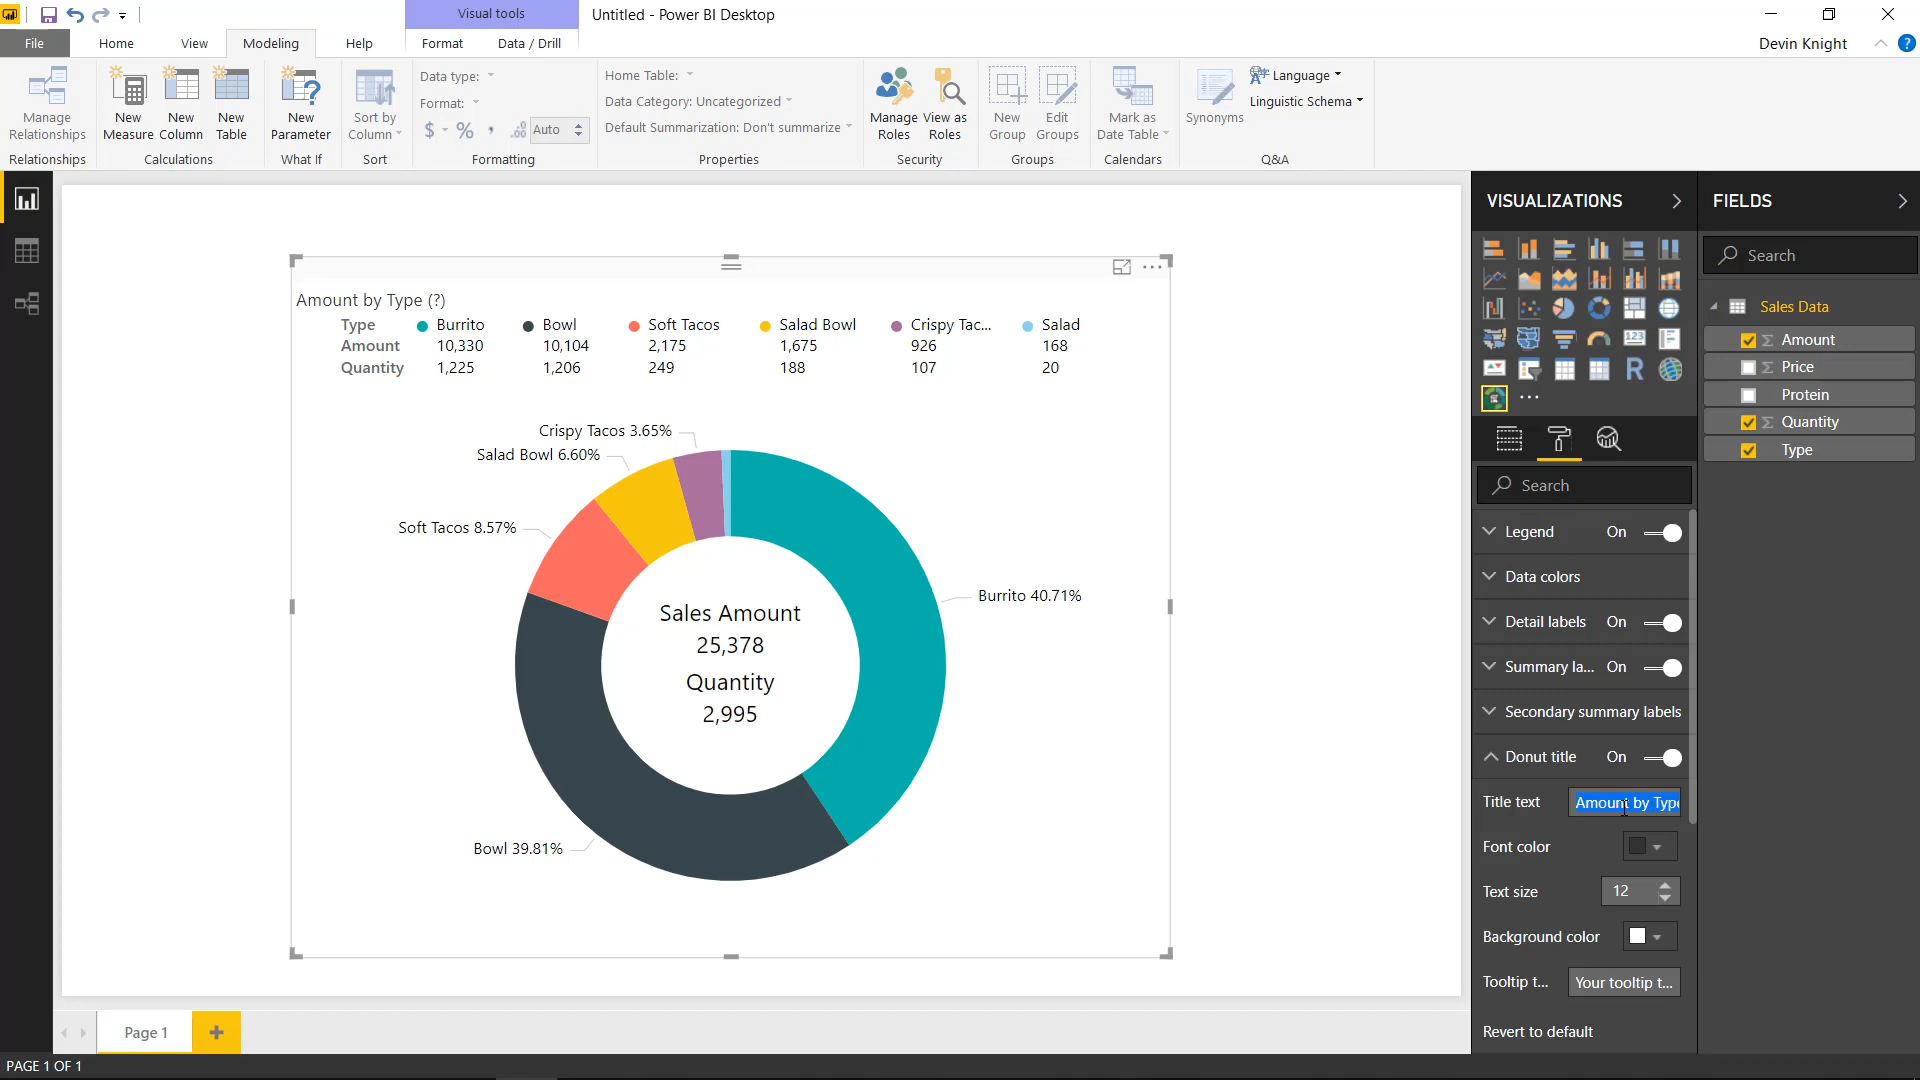 Visual tools
Untitled - Power BI Desktop
File Home View Modeling Help Format Data / Drill
Devin Knight
?
Manage Relationships
Relationships
New Measure
New Column
New Table
Calculations
New Parameter
What If
Sort by Column
Sort
Data type:
Format:
$ % , .00 Auto
Formatting
Home Table:
Data Category: Uncategorized
Default Summarization: Don't summarize
Properties
Manage Roles
View as Roles
Security
New Group
Edit Groups
Groups
Mark as Date Table
Calendars
Synonyms
Language
Linguistic Schema
Q&A
Amount by Type (?)
Type Burrito Bowl Soft Tacos Salad Bowl Crispy Tac... Salad
Amount 10,330 10,104 2,175 1,675 926 168
Quantity 1,225 1,206 249 188 107 20
Crispy Tacos 3.65%
Salad Bowl 6.60%
Soft Tacos 8.57%
Burrito 40.71%
Bowl 39.81%
Sales Amount
25,378
Quantity
2,995
VISUALIZATIONS
123
R
Search
Legend On
Data colors
Detail labels On
Summary la... On
Secondary summary labels
Donut title On
Title text Amount by Type
Font color
Text size 12
Background color
Tooltip t... Your tooltip t...
Revert to default
FIELDS
Search
Sales Data
Σ Amount
Σ Price
Protein
Σ Quantity
Type
Page 1
PAGE 1 OF 1